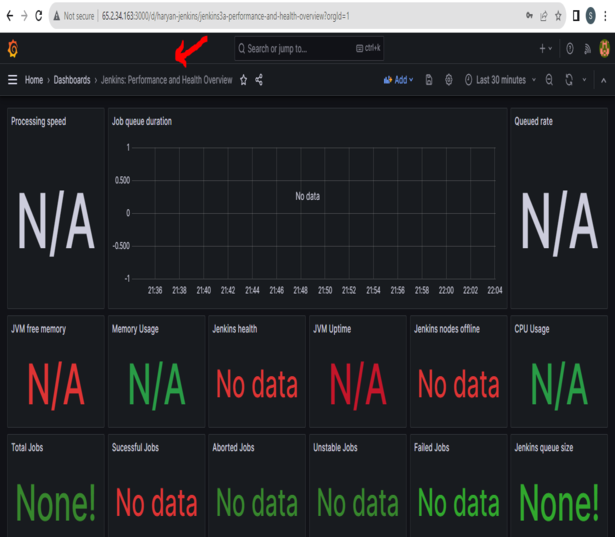 Not secure | 65.2.34.163:3000/d/haryan-jenkins/jenkins3a-performance-and-health-overview?orgId=1
Search or jump to... ctrl+k
Home › Dashboards › Jenkins: Performance and Health Overview Add Last 30 minutes
Processing speed
N/A
Job queue duration
1
0.500
0
-0.500
-1
No data
21:36 21:38 21:40 21:42 21:44 21:46 21:48 21:50 21:52 21:54 21:56 21:58 22:00 22:02 22:04
Queued rate
N/A
JVM free memory
N/A
Memory Usage
N/A
Jenkins health
No data
JVM Uptime
N/A
Jenkins nodes offline
No data
CPU Usage
N/A
Total Jobs
None!
Sucessful Jobs
No data
Aborted Jobs
No data
Unstable Jobs
No data
Failed Jobs
No data
Jenkins queue size
None!